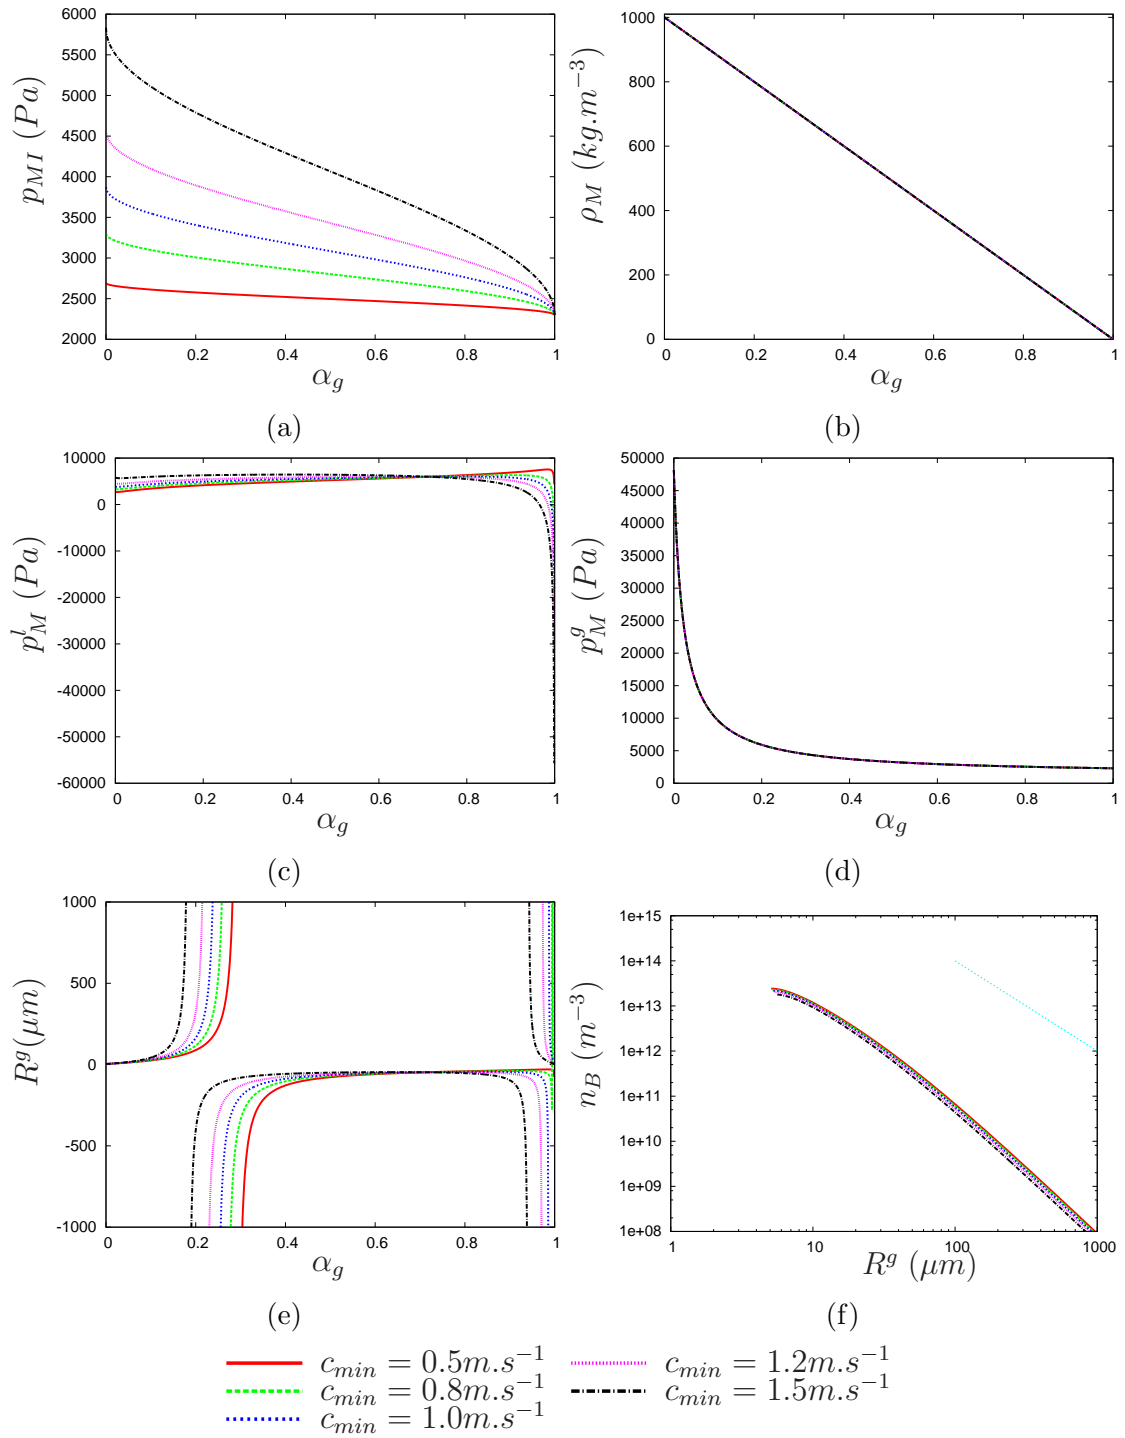 6000
5500
5000
4500
4000
3500
3000
2500
2000
p_{MI} (Pa)
0 0.2 0.4 0.6 0.8 1
α_g
(a)
1000
800
600
400
200
0
ρ_M (kg.m^{−3})
0 0.2 0.4 0.6 0.8 1
α_g
(b)
10000
0
-10000
-20000
-30000
-40000
-50000
-60000
p^l_M (Pa)
0 0.2 0.4 0.6 0.8 1
α_g
(c)
50000
45000
40000
35000
30000
25000
20000
15000
10000
5000
0
p^g_M (Pa)
0 0.2 0.4 0.6 0.8 1
α_g
(d)
1000
500
0
-500
-1000
R^g(μm)
0 0.2 0.4 0.6 0.8 1
α_g
(e)
1e+15
1e+14
1e+13
1e+12
1e+11
1e+10
1e+09
1e+08
n_B (m^{−3})
1 10 100 1000
R^g (μm)
(f)
c_{min} = 0.5m.s^{−1}
c_{min} = 0.8m.s^{−1}
c_{min} = 1.0m.s^{−1}
c_{min} = 1.2m.s^{−1}
c_{min} = 1.5m.s^{−1}